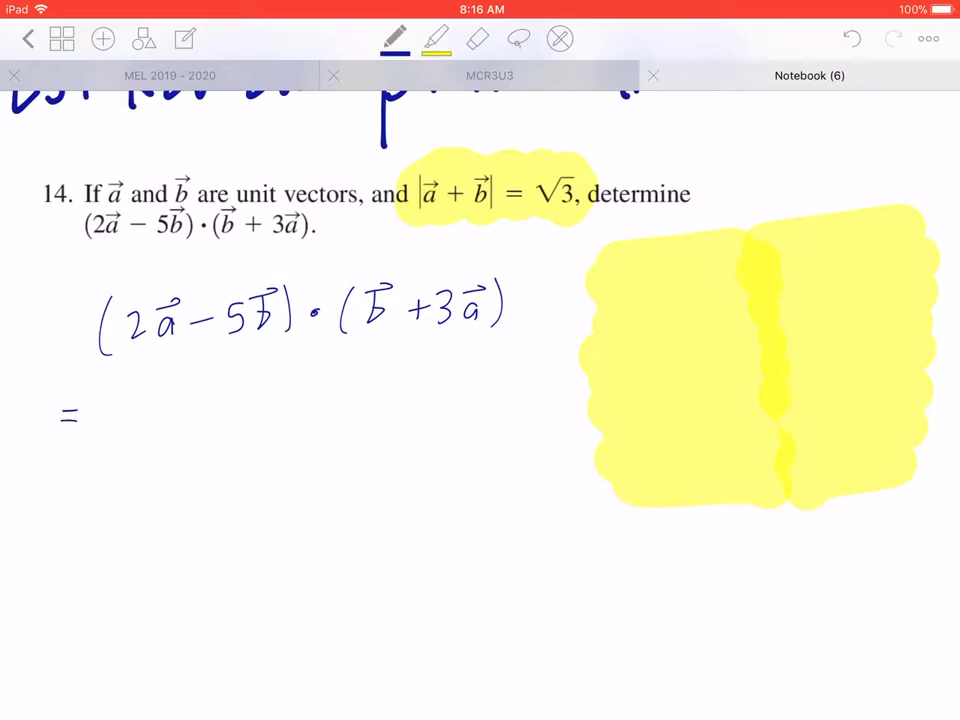 iPad 8:16 AM 100%
MEL 2019 - 2020 MCR3U3 Notebook (6)
14. If a⃗ and b⃗ are unit vectors, and |a⃗ + b⃗| = √3, determine
(2a⃗ − 5b⃗) · (b⃗ + 3a⃗).
(2a⃗ − 5b⃗) · (b⃗ + 3a⃗)
=